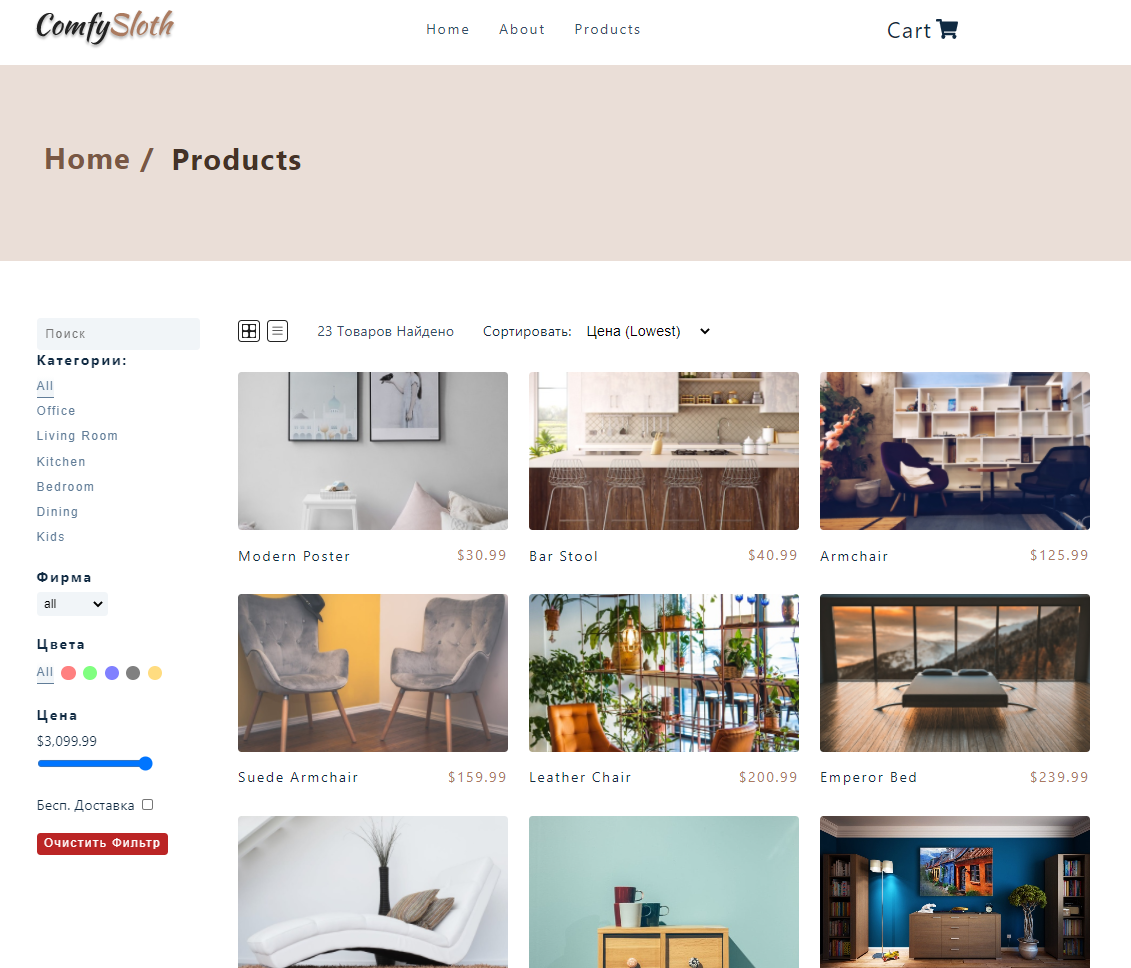 ComfySloth
Home About Products
Cart
Home / Products
Поиск
Категории:
All
Office
Living Room
Kitchen
Bedroom
Dining
Kids
Фирма
all
Цвета
All
Цена
$3,099.99
Бесп. Доставка
Очистить Фильтр
23 Товаров Найдено Сортировать: Цена (Lowest)
Modern Poster $30.99
Bar Stool $40.99
Armchair $125.99
Suede Armchair $159.99
Leather Chair $200.99
Emperor Bed $239.99